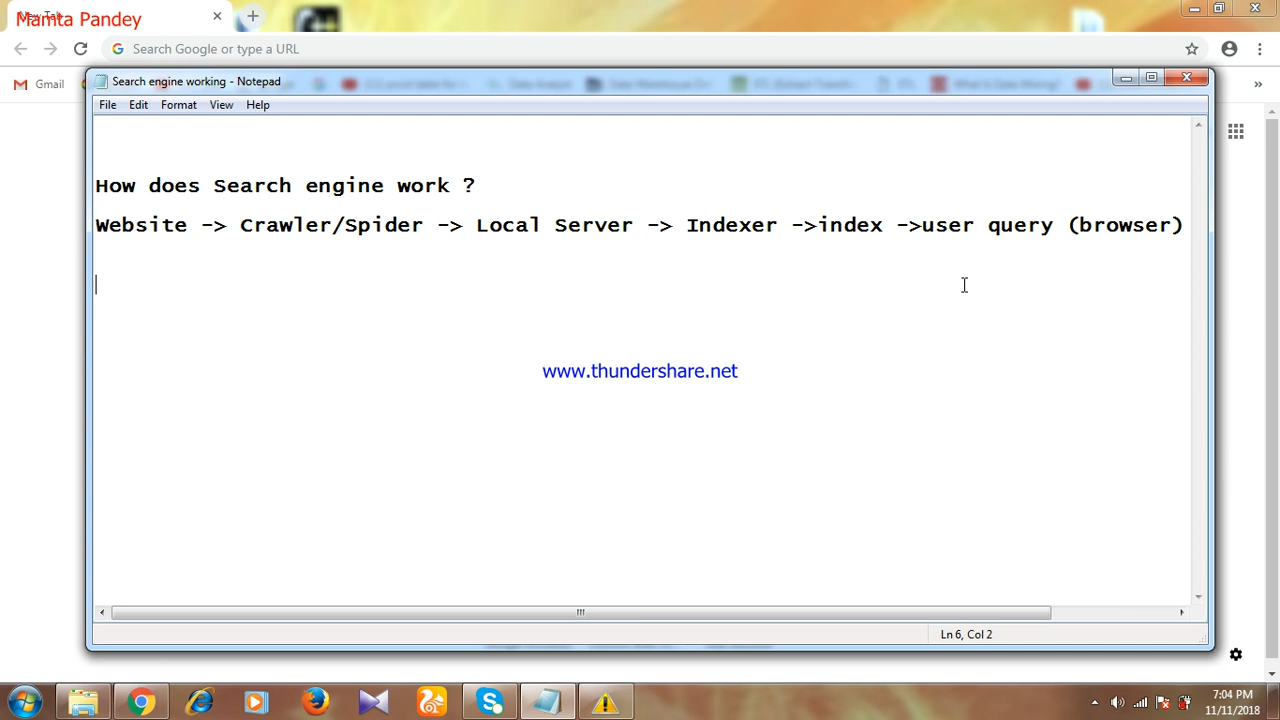 Mamta Pandey
Search Google or type a URL
Gmail
Search engine working - Notepad
File Edit Format View Help
How does Search engine work ?
Website -> Crawler/Spider -> Local Server -> Indexer ->index ->user query (browser)
www.thundershare.net
Ln 6, Col 2
7:04 PM
11/11/2018